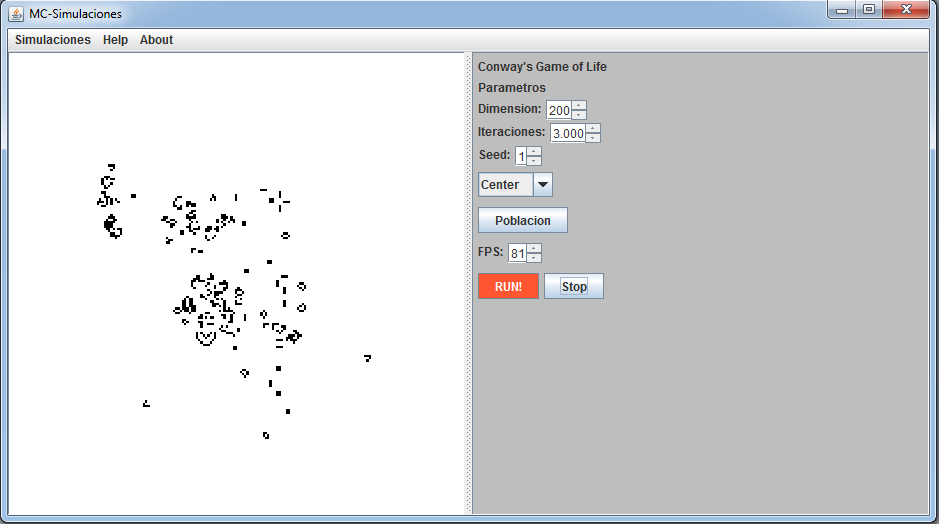 MC-Simulaciones
Simulaciones Help About
Conway's Game of Life
Parametros
Dimension: 200
Iteraciones: 3.000
Seed: 1
Center
Poblacion
FPS: 81
RUN! Stop